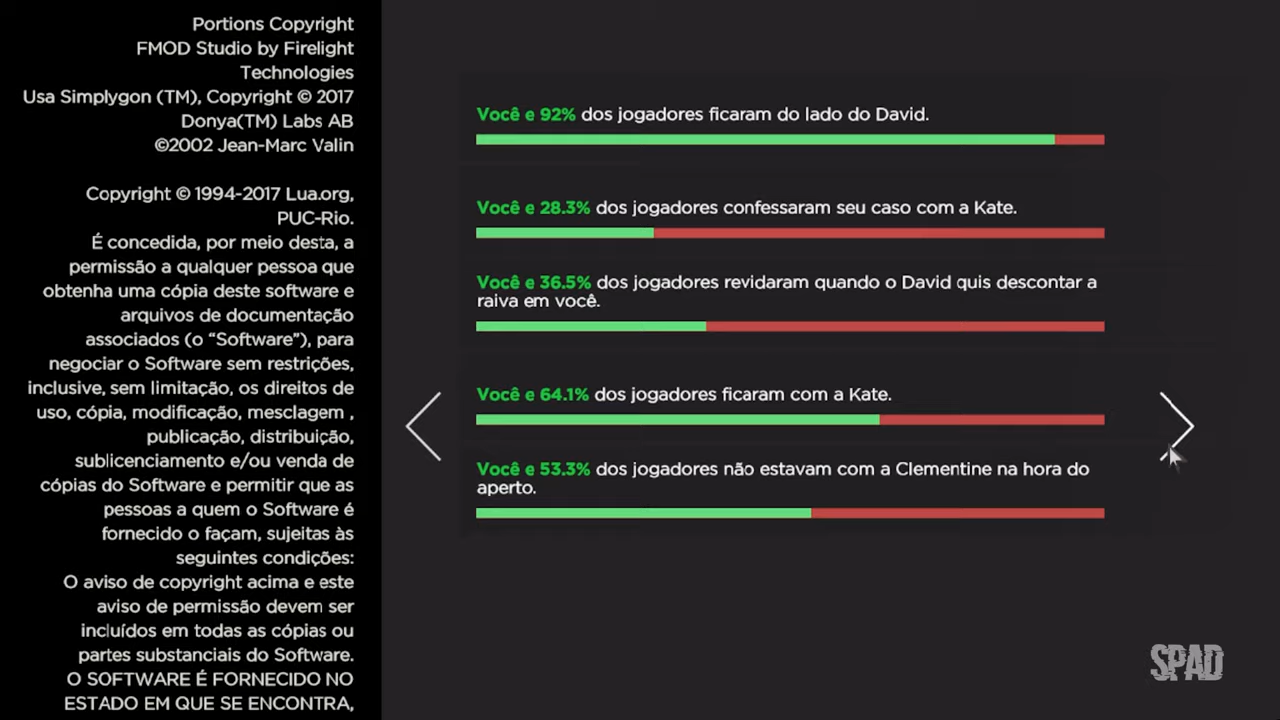 Portions Copyright
FMOD Studio by Firelight
Technologies
Usa Simplygon (TM), Copyright © 2017
Donya(TM) Labs AB
©2002 Jean-Marc Valin
Copyright © 1994-2017 Lua.org,
PUC-Rio.
É concedida, por meio desta, a
permissão a qualquer pessoa que
obtenha uma cópia deste software e
arquivos de documentação
associados (o “Software”), para
negociar o Software sem restrições,
inclusive, sem limitação, os direitos de
uso, cópia, modificação, mesclagem ,
publicação, distribuição,
sublicenciamento e/ou venda de
cópias do Software e permitir que as
pessoas a quem o Software é
fornecido o façam, sujeitas às
seguintes condições:
O aviso de copyright acima e este
aviso de permissão devem ser
incluídos em todas as cópias ou
partes substanciais do Software.
O SOFTWARE É FORNECIDO NO
ESTADO EM QUE SE ENCONTRA,
Você e 92% dos jogadores ficaram do lado do David.
Você e 28.3% dos jogadores confessaram seu caso com a Kate.
Você e 36.5% dos jogadores revidaram quando o David quis descontar a
raiva em você.
Você e 64.1% dos jogadores ficaram com a Kate.
Você e 53.3% dos jogadores não estavam com a Clementine na hora do
aperto.
SPAD